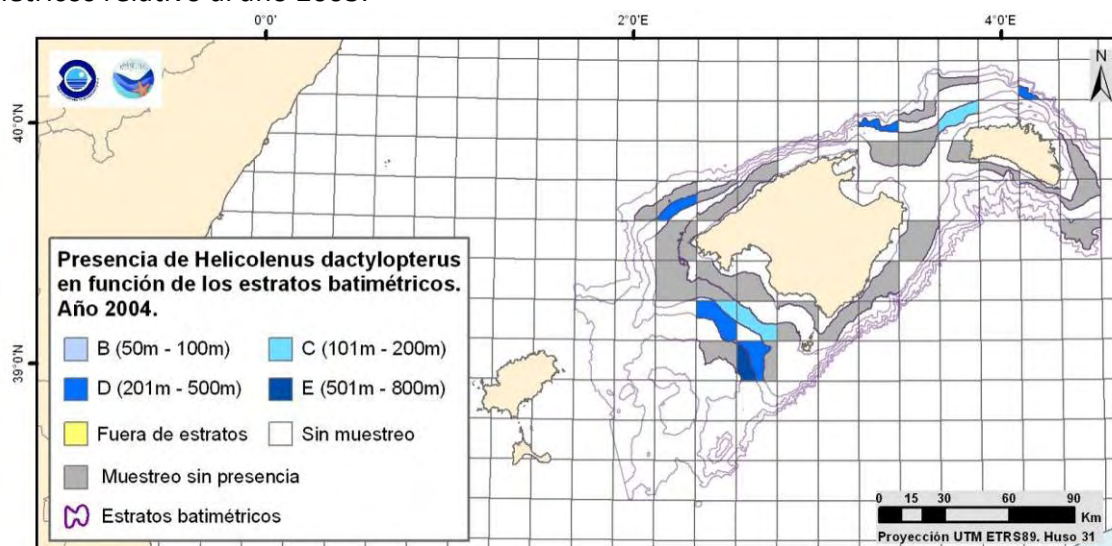 0°0'
2°0'E
4°0'E
N
40°0'N
39°0'N
Presencia de Helicolenus dactylopterus
en función de los estratos batimétricos.
Año 2004.
B (50m - 100m)
C (101m - 200m)
D (201m - 500m)
E (501m - 800m)
Fuera de estratos
Sin muestreo
Muestreo sin presencia
Estratos batimétricos
0 15 30 60 90
Km
Proyección UTM ETRS89. Huso 31